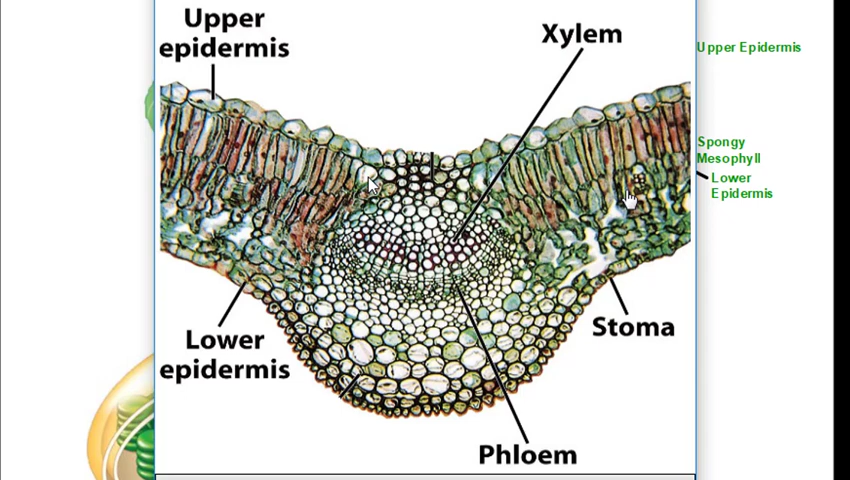 Upper
epidermis
Xylem
Upper Epidermis
Spongy
Mesophyll
Lower
Epidermis
Lower
epidermis
Stoma
Phloem